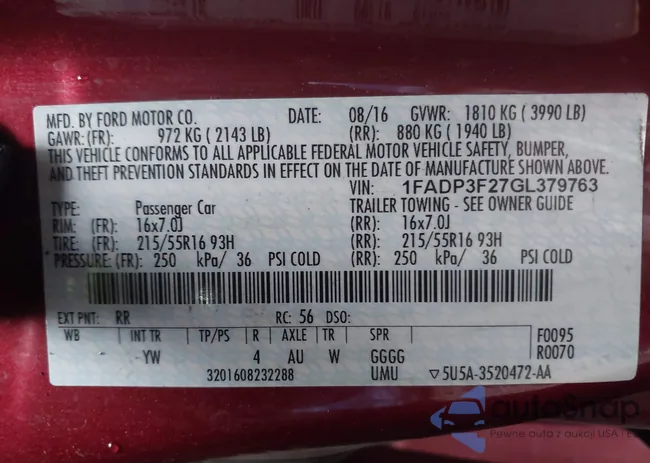 MFD. BY FORD MOTOR CO. DATE: 08/16 GVWR: 1810 KG ( 3990 LB)
GAWR: (FR): 972 KG ( 2143 LB) (RR): 880 KG ( 1940 LB)
THIS VEHICLE CONFORMS TO ALL APPLICABLE FEDERAL MOTOR VEHICLE SAFETY, BUMPER,
AND THEFT PREVENTION STANDARDS IN EFFECT ON THE DATE OF MANUFACTURE SHOWN ABOVE.
VIN: 1FADP3F27GL379763
TYPE: Passenger Car TRAILER TOWING - SEE OWNER GUIDE
RIM: (FR): 16x7.0J (RR): 16x7.0J
TIRE: (FR): 215/55R16 93H (RR): 215/55R16 93H
PRESSURE: (FR): 250 kPa/ 36 PSI COLD (RR): 250 kPa/ 36 PSI COLD
EXT PNT: RR RC: 56 DSO:
WB INT TR TP/PS R AXLE TR SPR F0095
YW 4 AU W GGGG R0070
3201608232288 UMU ▽5U5A-3520472-AA
autoSnap
Pewne auta z aukcji USA i E